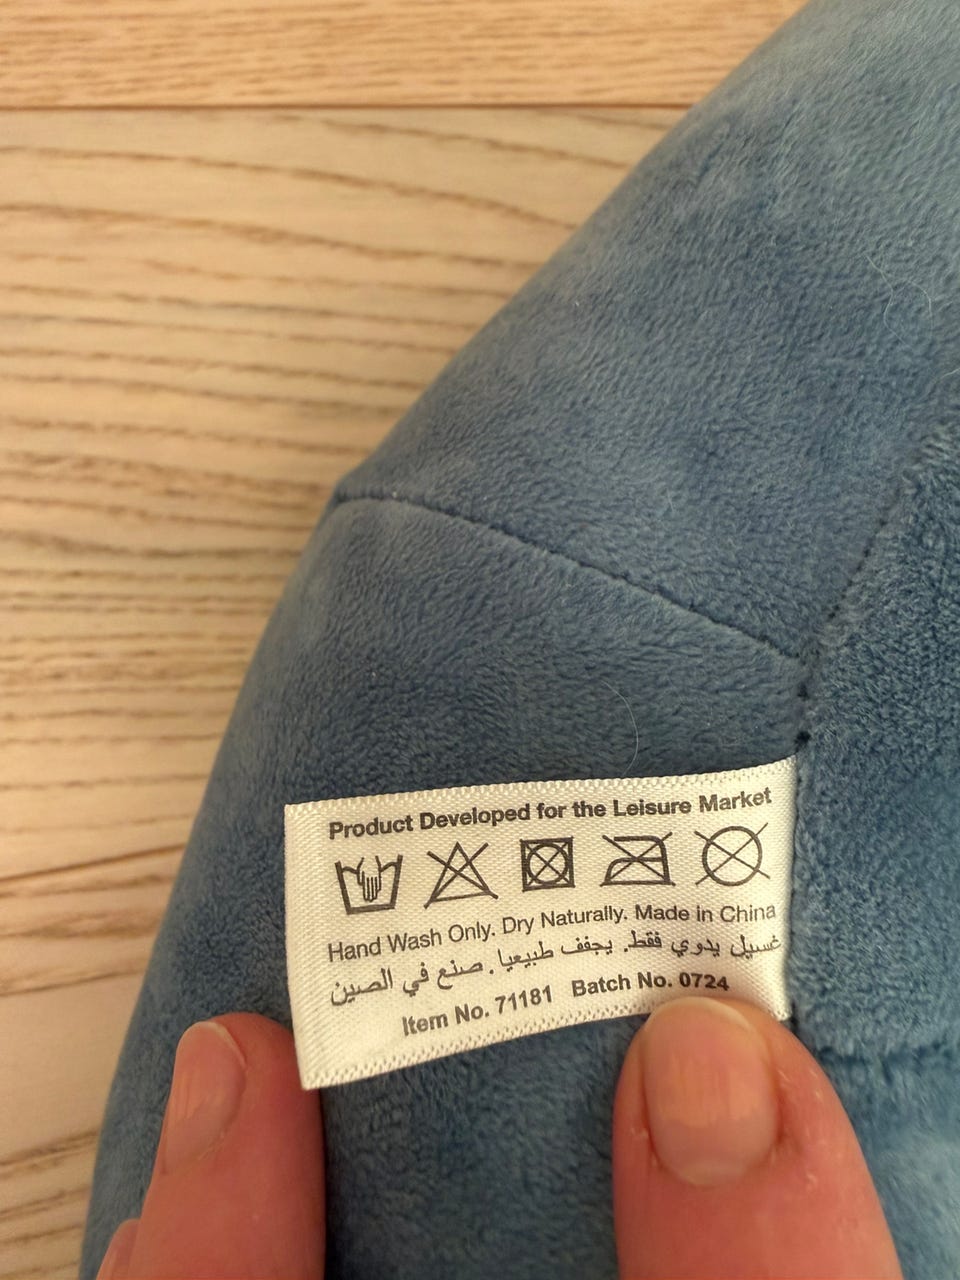 Product Developed for the Leisure Market
Hand Wash Only. Dry Naturally. Made in China
غسيل يدوي فقط. يجفف طبيعيا. صنع في الصين
Item No. 71181 Batch No. 0724